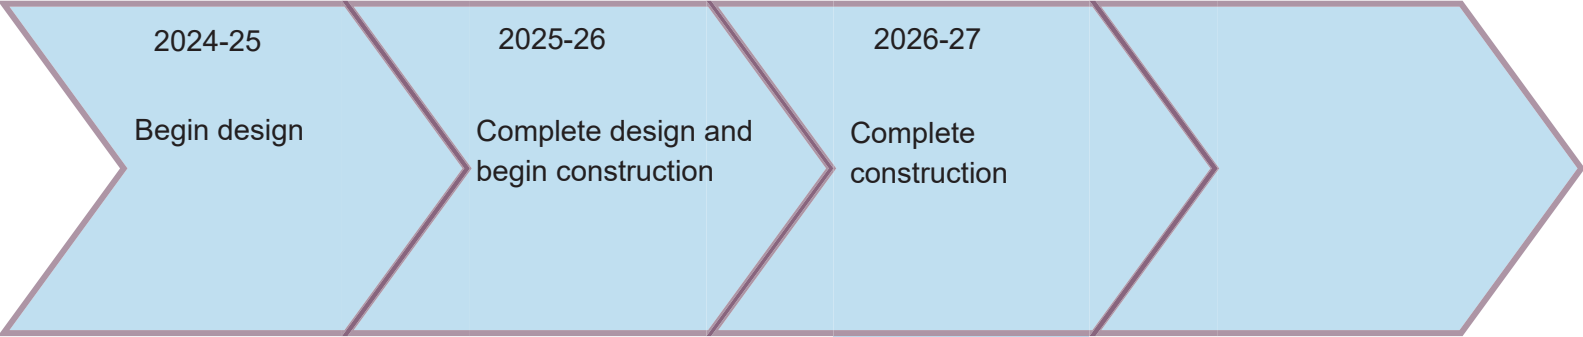 2024-25
Begin design
2025-26
Complete design and
begin construction
2026-27
Complete
construction